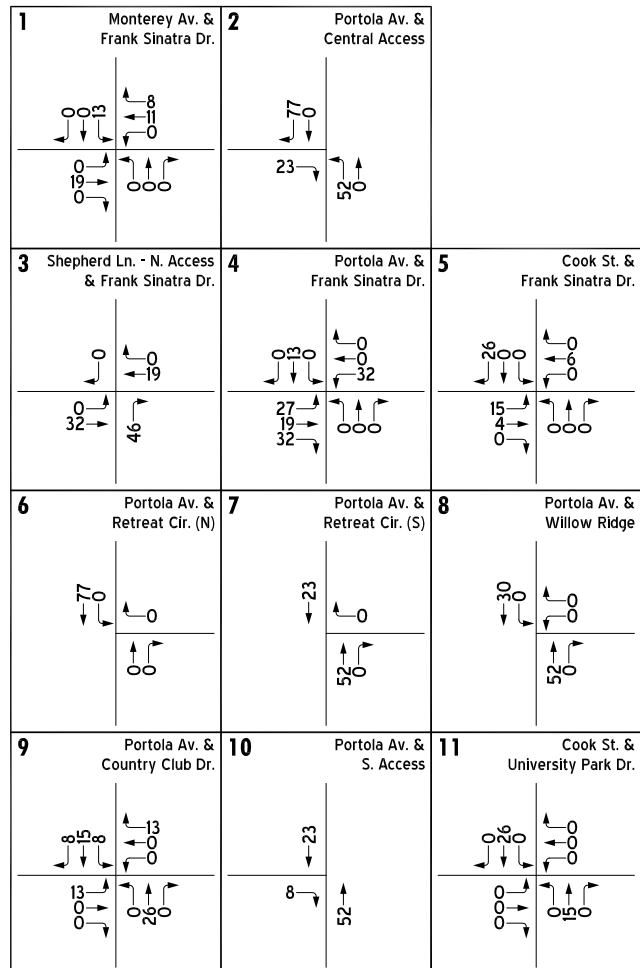 1
Monterey Av. &
Frank Sinatra Dr.
0 0 13
8
11
0
0
19
0
0 0 0
2
Portola Av. &
Central Access
77 0
23
52 0
3
Shepherd Ln. - N. Access
& Frank Sinatra Dr.
0
0
19
0
32
46
4
Portola Av. &
Frank Sinatra Dr.
0 13 0
0
0
32
27
19
32
0 0 0
5
Cook St. &
Frank Sinatra Dr.
26 0 0
0
6
0
15
4
0
0 0 0
6
Portola Av. &
Retreat Cir. (N)
77 0
0
0 0
7
Portola Av. &
Retreat Cir. (S)
23
0
52 0
8
Portola Av. &
Willow Ridge
30 0
0
0
52 0
9
Portola Av. &
Country Club Dr.
8 15 8
13
0
0
13
0
0
0 26 0
10
Portola Av. &
S. Access
23
8
52
11
Cook St. &
University Park Dr.
0 26 0
0
0
0
0
0
0
0 15 0